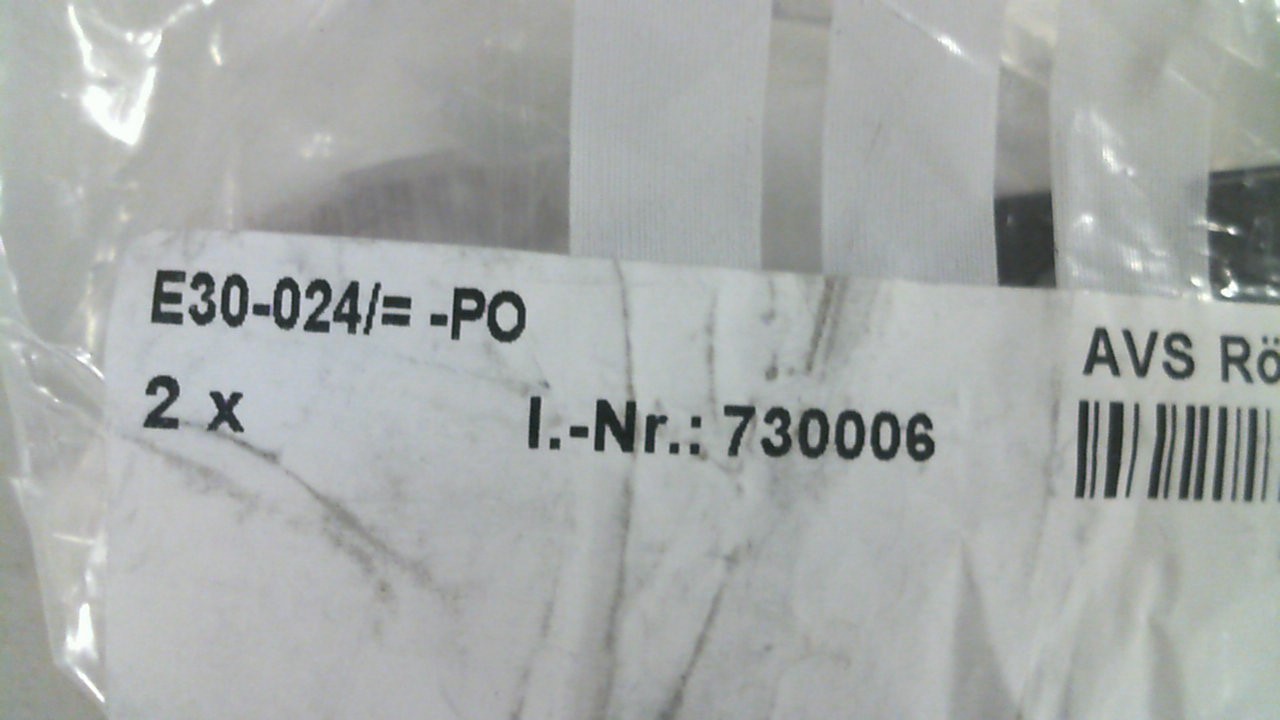 E30-024/= -PO
2 x
I.-Nr.: 730006
AVS Rö